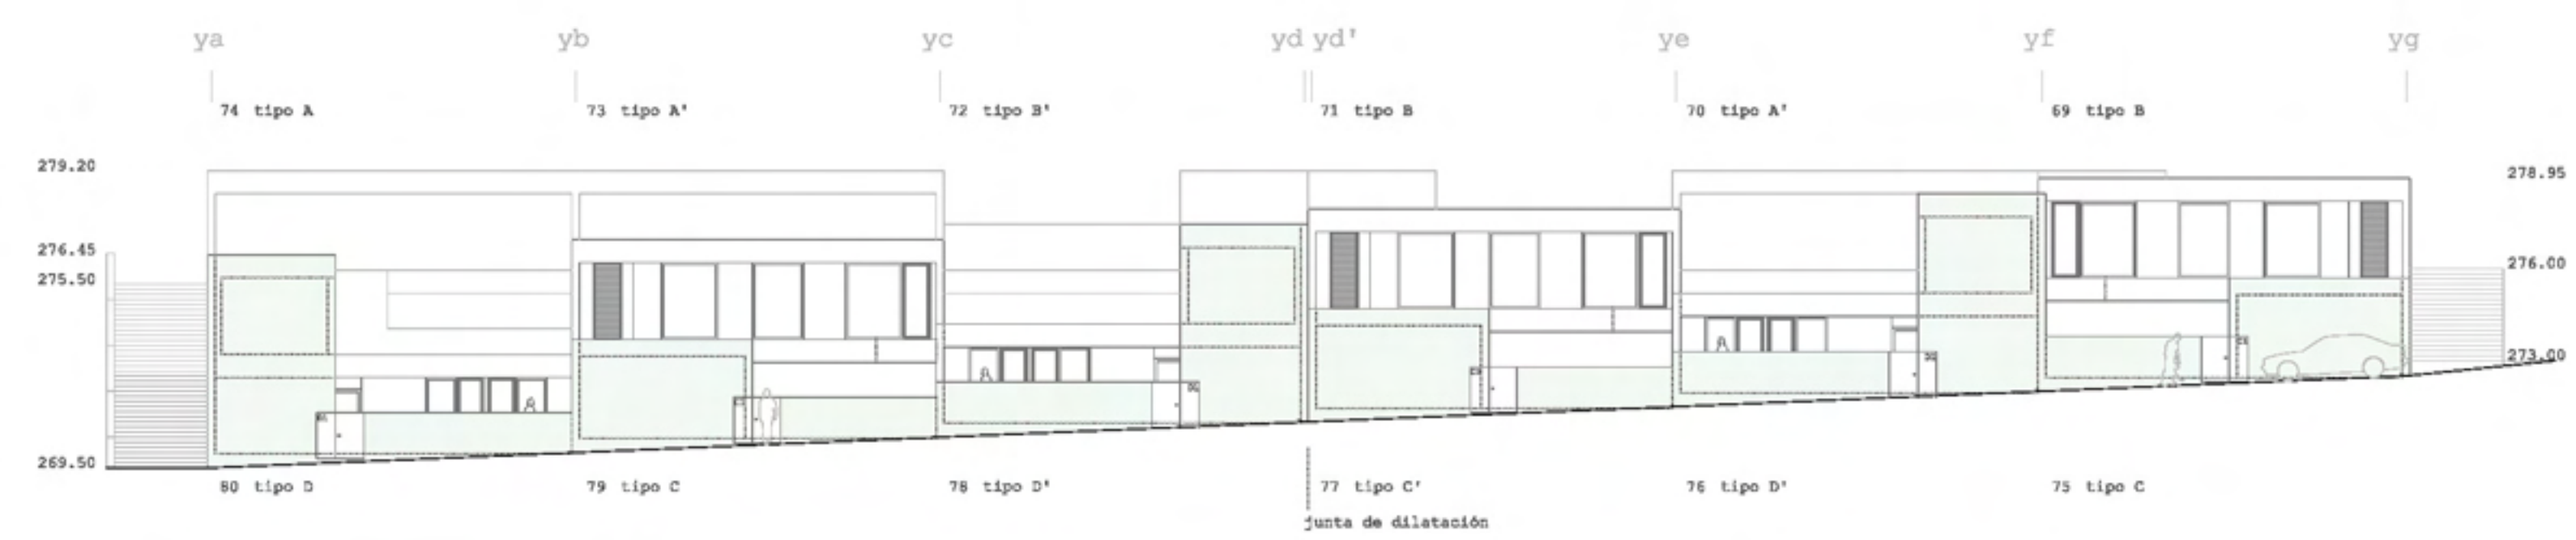 ya yb yc yd yd' ye yf yg
74 tipo A 73 tipo A' 72 tipo B' 71 tipo B 70 tipo A' 69 tipo B
279.20 278.95
276.45 276.00
275.50
273.00
269.50
80 tipo D 79 tipo C 78 tipo D' 77 tipo C' 76 tipo D' 75 tipo C
junta de dilatación